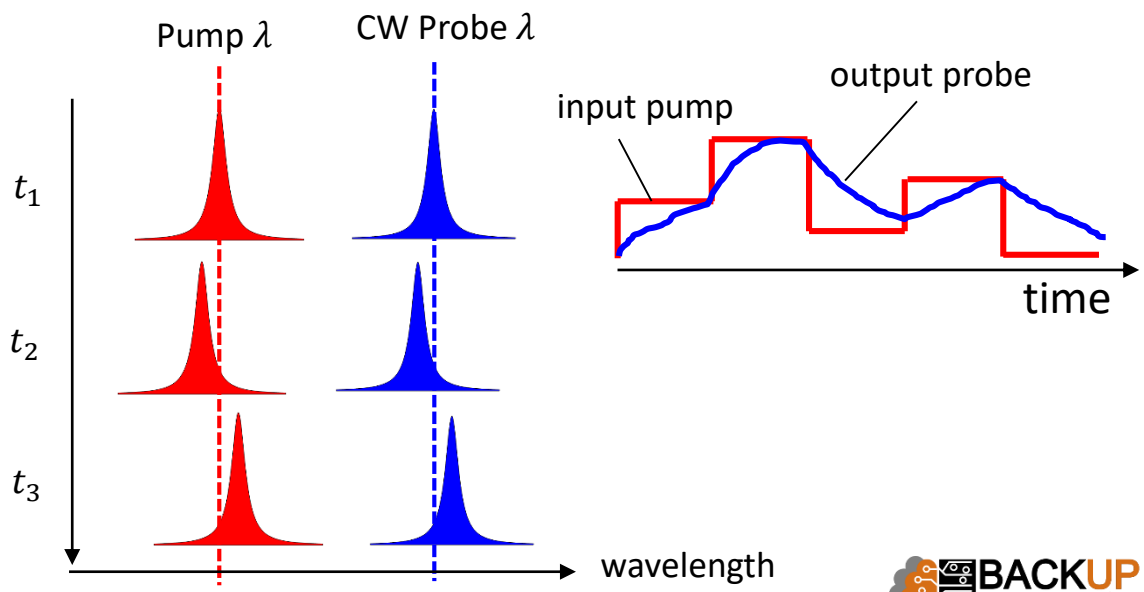 Pump λ
CW Probe λ
input pump
output probe
t₁
t₂
t₃
time
wavelength
BACKUP